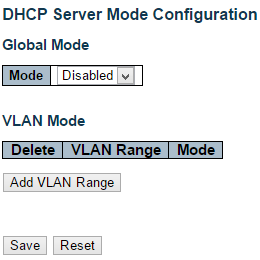 DHCP Server Mode Configuration
Global Mode
Mode Disabled
VLAN Mode
Delete VLAN Range Mode
Add VLAN Range
Save Reset